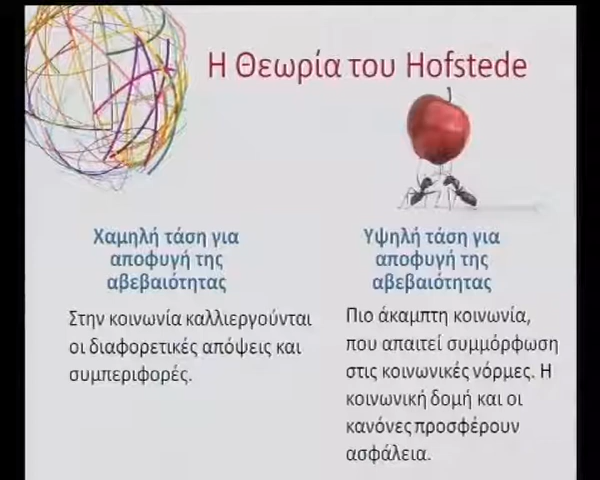 Η Θεωρία του Hofstede
Χαμηλή τάση για
αποφυγή της
αβεβαιότητας
Στην κοινωνία καλλιεργούνται
οι διαφορετικές απόψεις και
συμπεριφορές.
Υψηλή τάση για
αποφυγή της
αβεβαιότητας
Πιο άκαμπτη κοινωνία,
που απαιτεί συμμόρφωση
στις κοινωνικές νόρμες. Η
κοινωνική δομή και οι
κανόνες προσφέρουν
ασφάλεια.